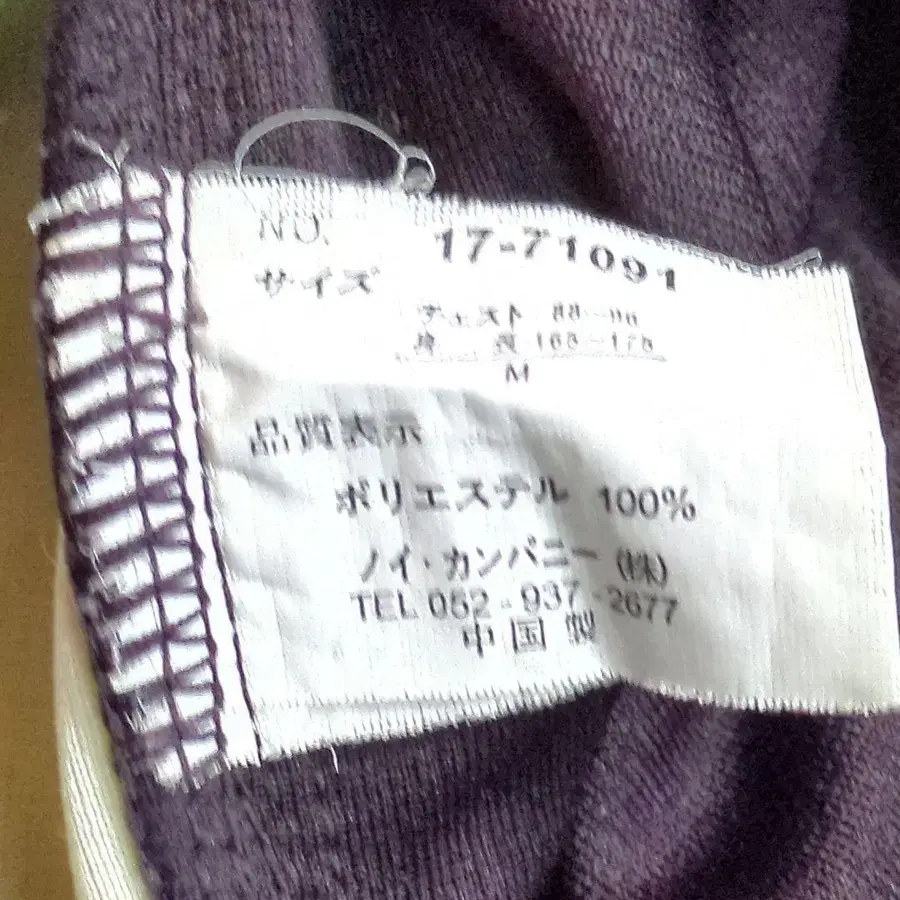 NO. 17-71091
サイズ
チェスト 88-96
身 長 165-175
M
品質表示
ポリエステル 100%
ノイ・カンパニー (株)
TEL 052-937-2677
中国製